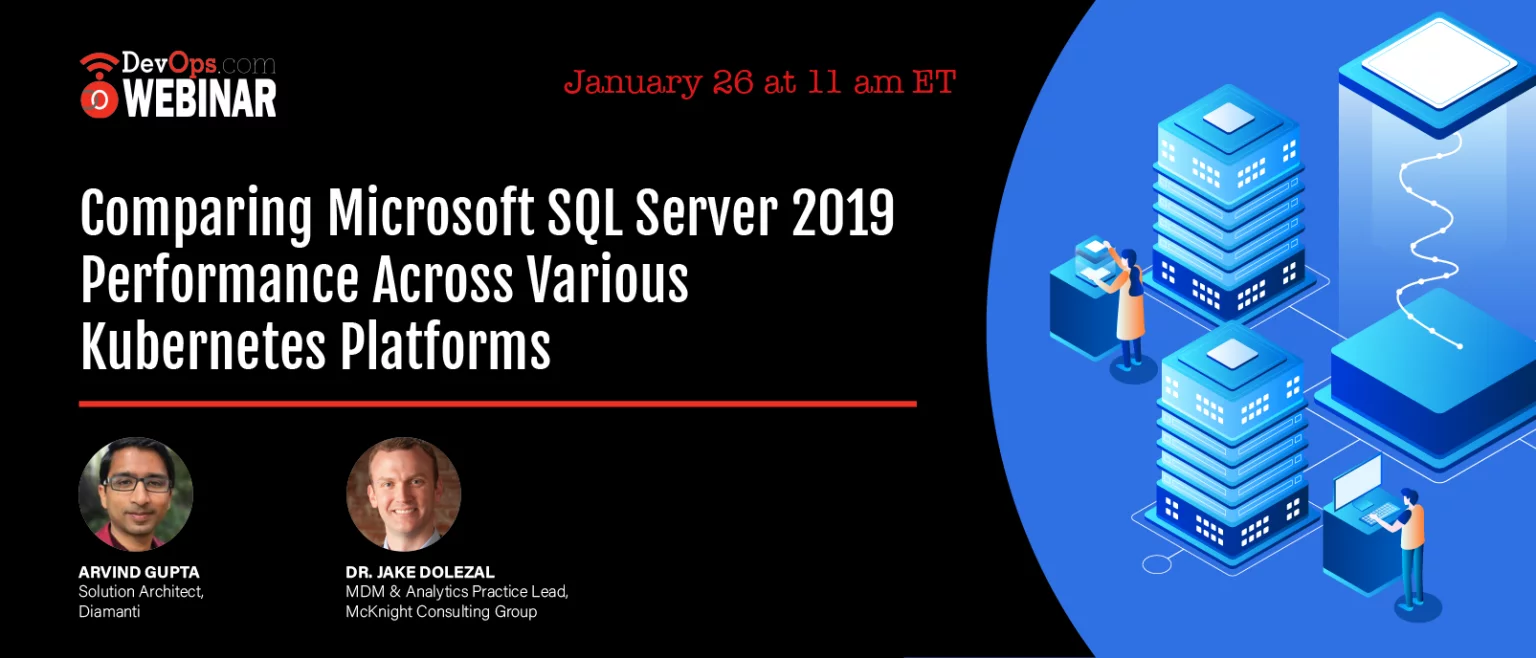 DevOps.com
WEBINAR
January 26 at 11 am ET
Comparing Microsoft SQL Server 2019
Performance Across Various
Kubernetes Platforms
ARVIND GUPTA
Solution Architect,
Diamanti
DR. JAKE DOLEZAL
MDM & Analytics Practice Lead,
McKnight Consulting Group